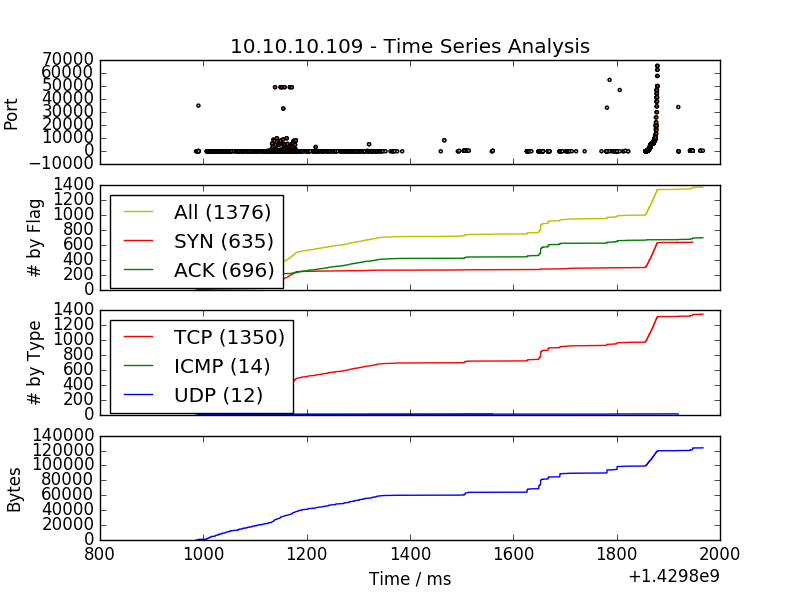 10.10.10.109 - Time Series Analysis
70000
60000
50000
40000
30000
20000
10000
0
−10000
Port
1400
1200
1000
800
600
400
200
0
# by Flag
All (1376)
SYN (635)
ACK (696)
1400
1200
1000
800
600
400
200
0
# by Type
TCP (1350)
ICMP (14)
UDP (12)
140000
120000
100000
80000
60000
40000
20000
0
Bytes
800 1000 1200 1400 1600 1800 2000
Time / ms
+1.4298e9